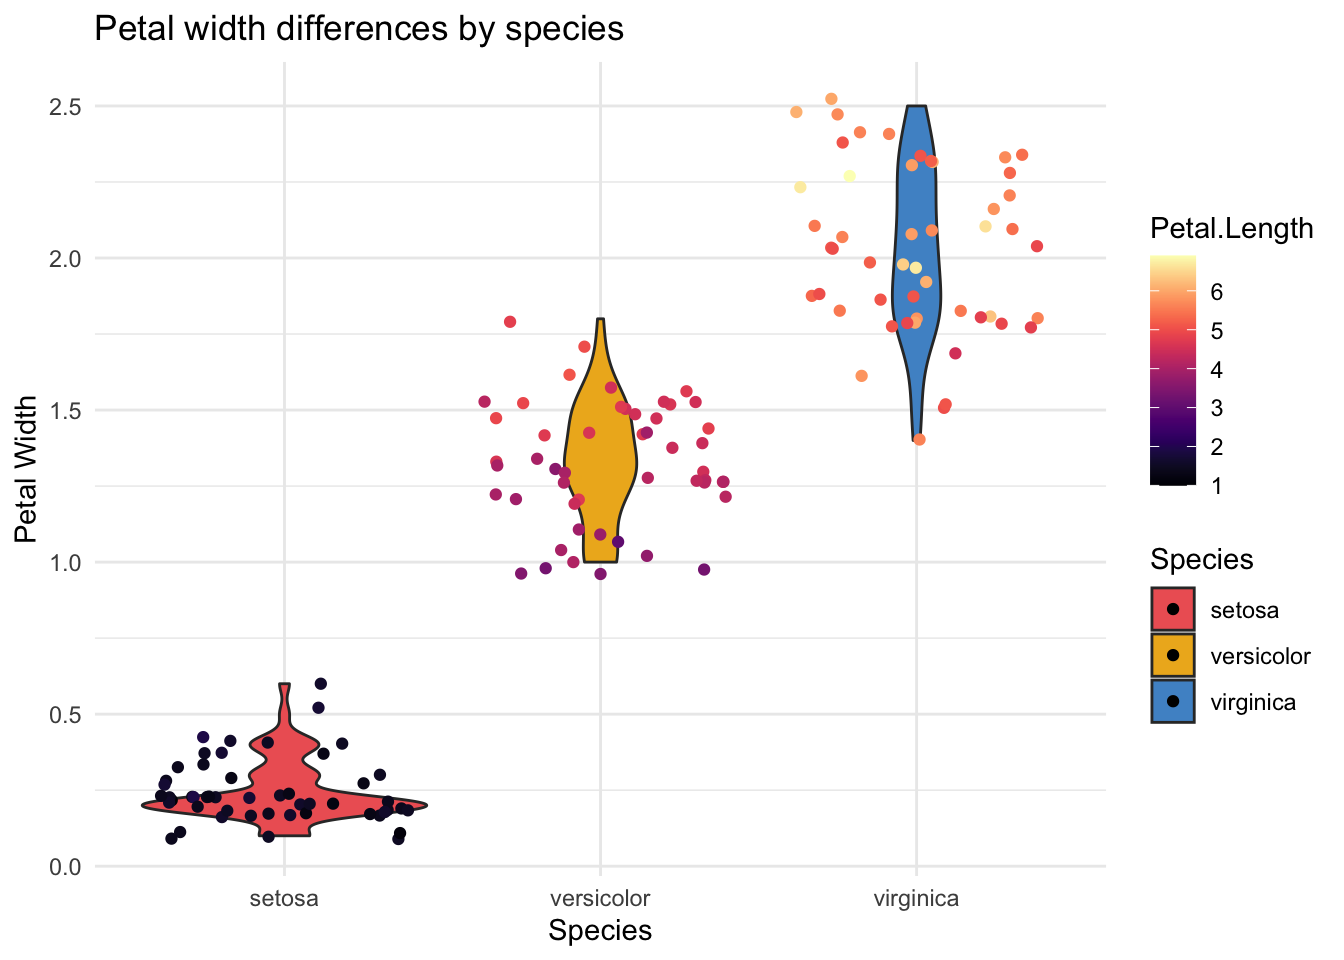 Petal width differences by species
2.5
2.0
1.5
1.0
0.5
0.0
Petal Width
setosa
versicolor
virginica
Species
Petal.Length
6
5
4
3
2
1
Species
setosa
versicolor
virginica